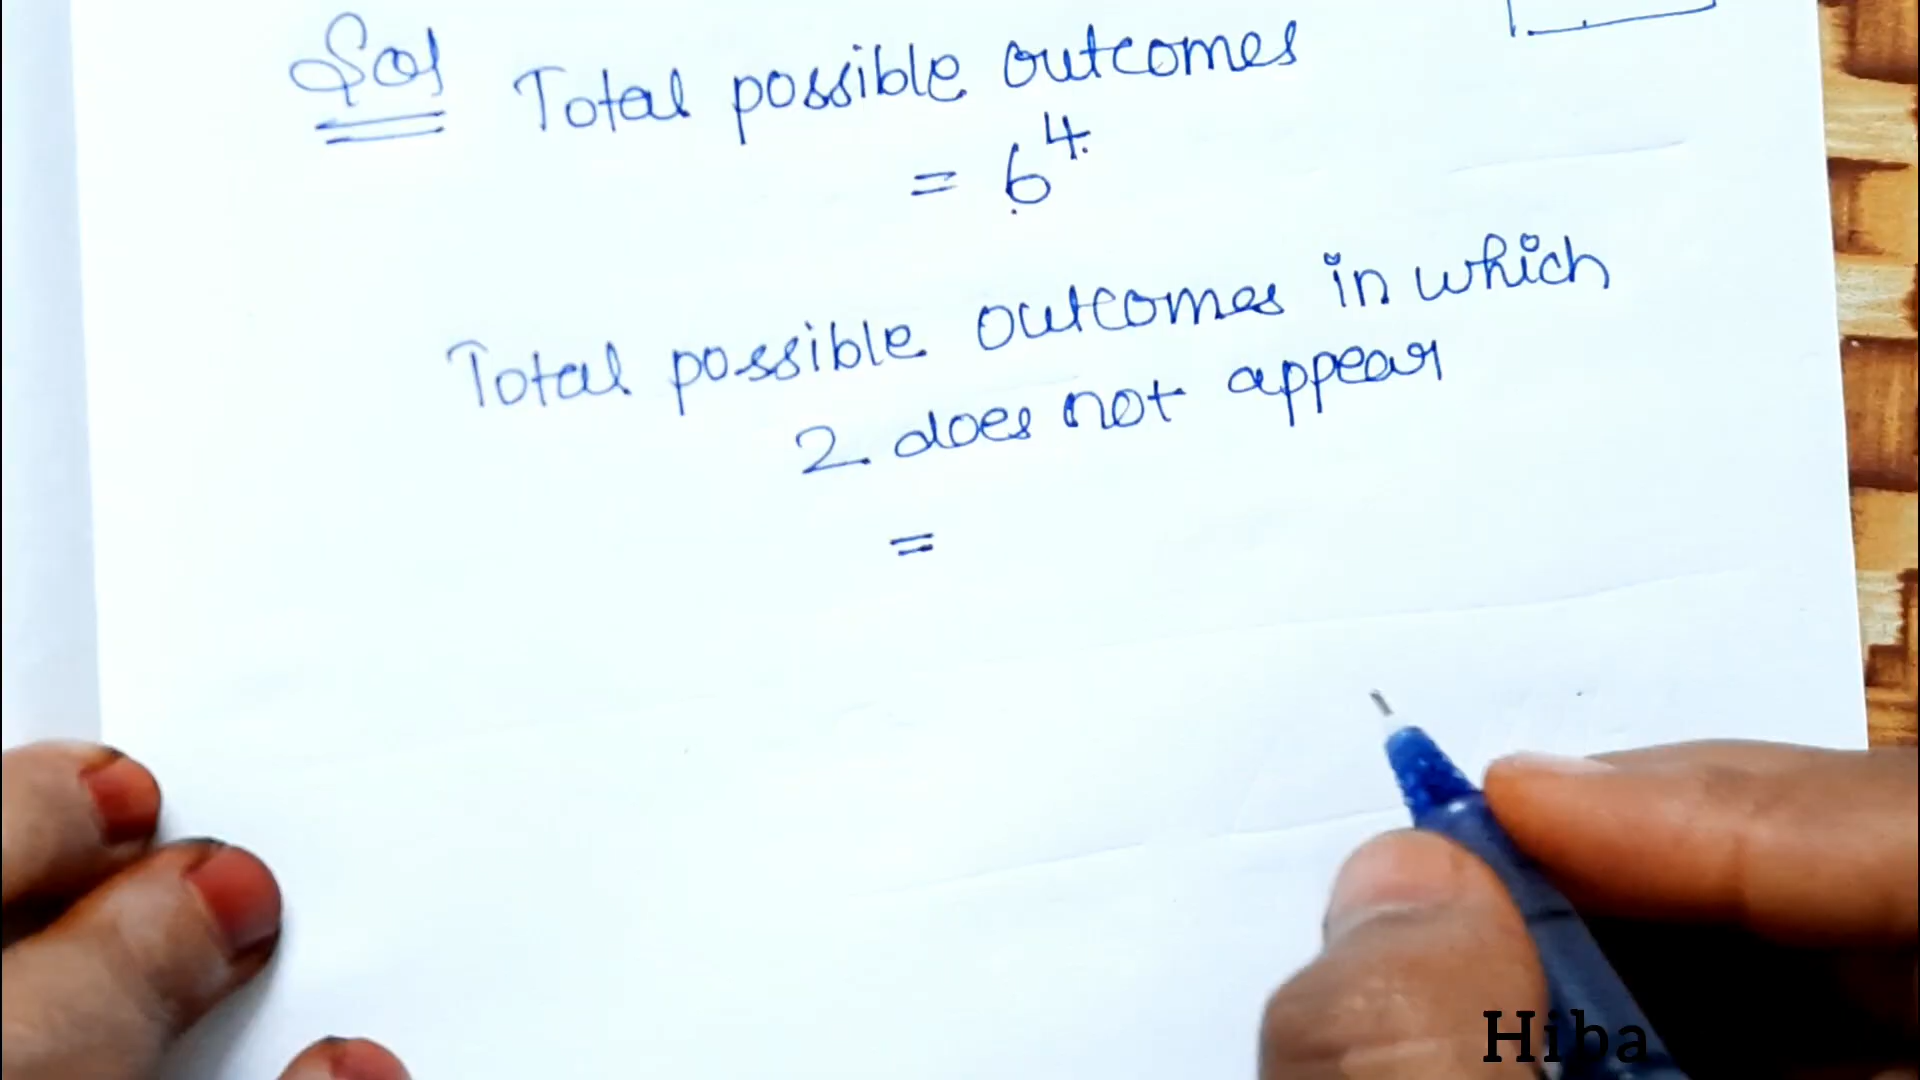 Sol Total possible outcomes
= 6⁴
Total possible outcomes in which
2 does not appear
=
Hiba